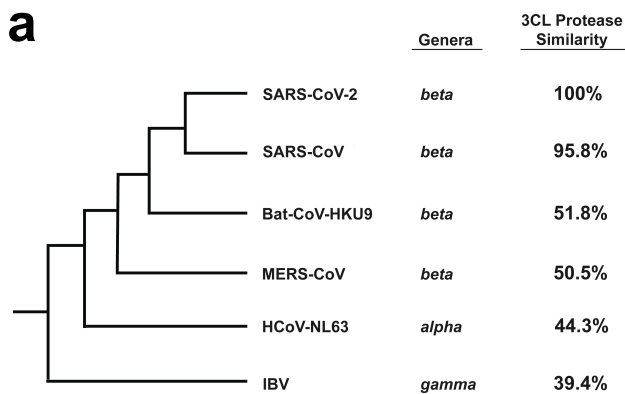 a
Genera
3CL Protease
Similarity
SARS-CoV-2 beta 100%
SARS-CoV beta 95.8%
Bat-CoV-HKU9 beta 51.8%
MERS-CoV beta 50.5%
HCoV-NL63 alpha 44.3%
IBV gamma 39.4%